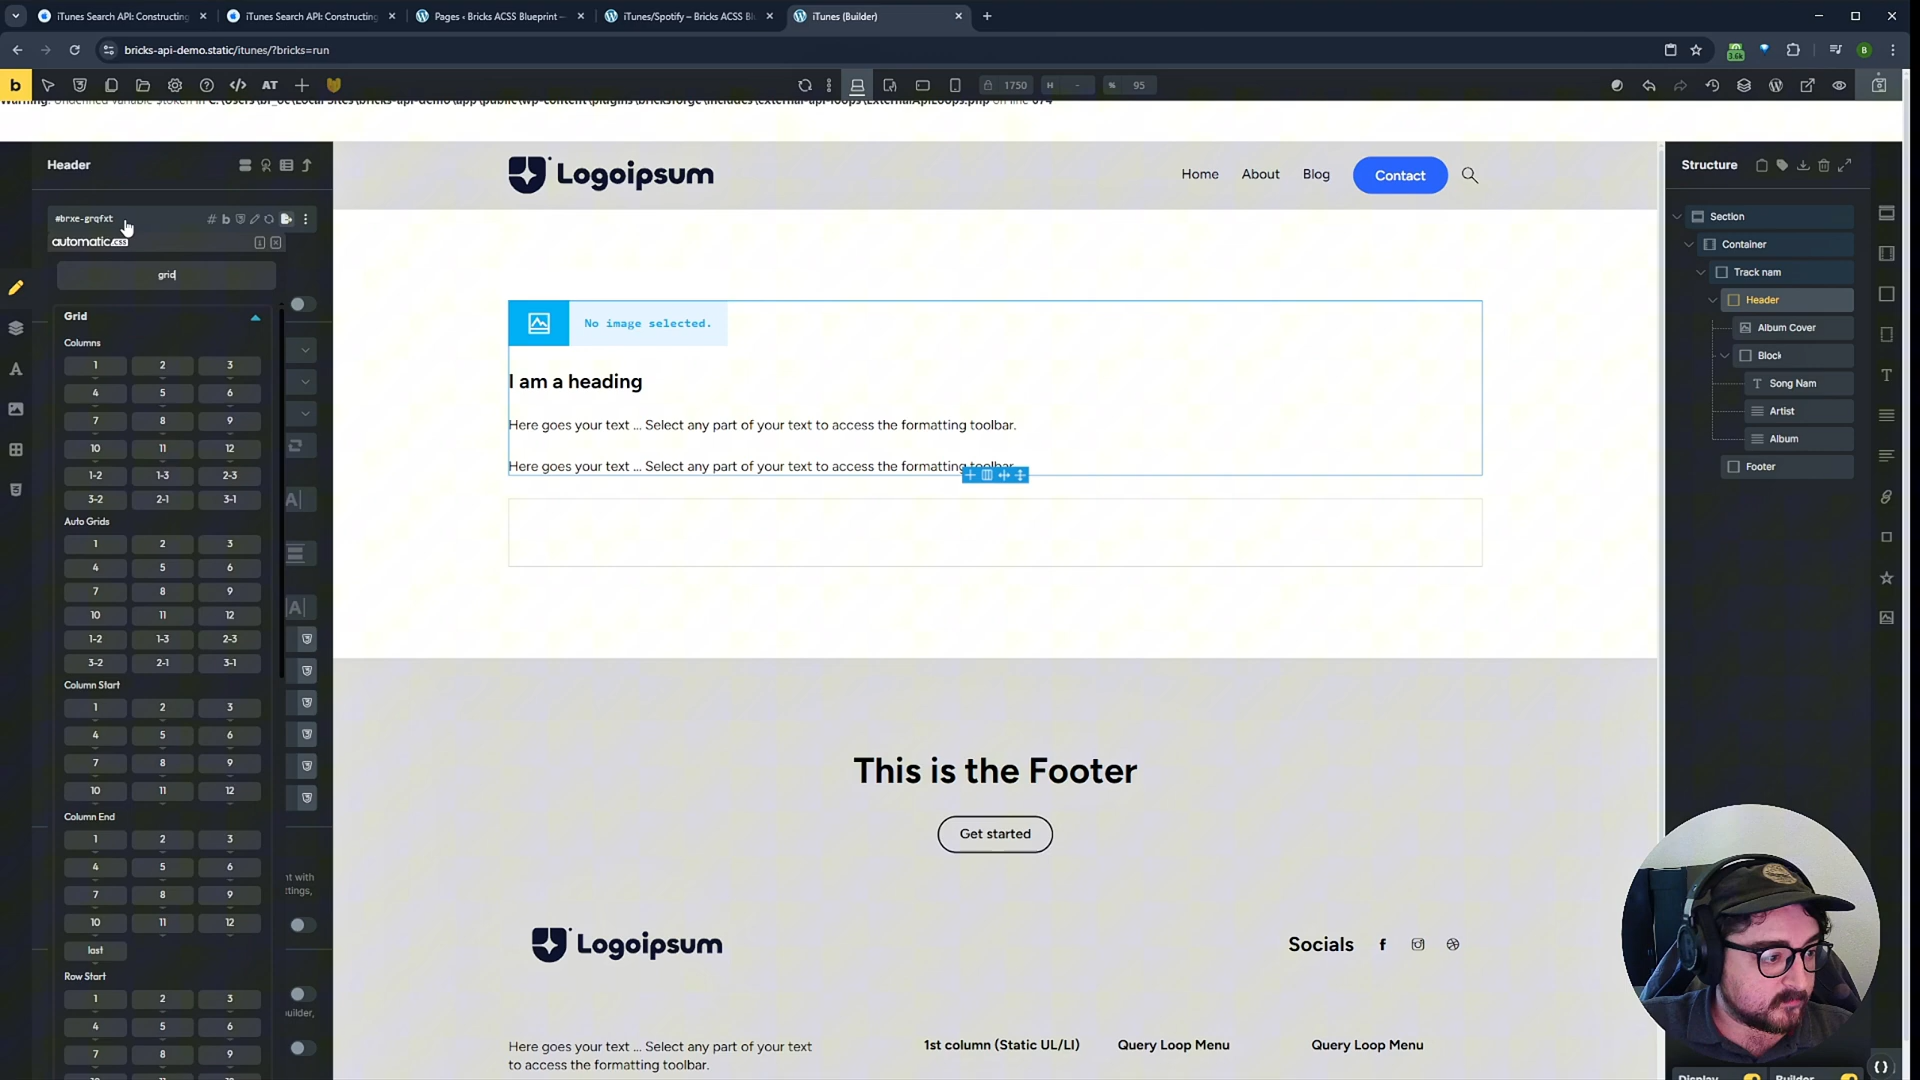 iTunes Search API: Constructing
iTunes Search API: Constructing
Pages ‹ Bricks ACSS Blueprint —
iTunes/Spotify – Bricks ACSS Bl
iTunes (Builder)
bricks-api-demo.static/itunes/?bricks=run
b
AT
1750
H
-
%
95
3.6k
B
Header
#brxe-grqfxt
automatic.css
grid
Grid
Columns
1 2 3
4 5 6
7 8 9
10 11 12
1-2 1-3 2-3
3-2 2-1 3-1
Auto Grids
1 2 3
4 5 6
7 8 9
10 11 12
1-2 1-3 2-3
3-2 2-1 3-1
Column Start
1 2 3
4 5 6
7 8 9
10 11 12
Column End
1 2 3
4 5 6
7 8 9
10 11 12
last
Row Start
1 2 3
4 5 6
7 8 9
Logoipsum
Home About Blog Contact
No image selected.
I am a heading
Here goes your text ... Select any part of your text to access the formatting toolbar.
Here goes your text ... Select any part of your text to access the formatting toolbar.
This is the Footer
Get started
Logoipsum
Socials
Here goes your text ... Select any part of your text
to access the formatting toolbar.
1st column (Static UL/LI)
Query Loop Menu
Query Loop Menu
Structure
Section
Container
Track nam
Header
Album Cover
Block
Song Nam
Artist
Album
Footer
Display
Builder